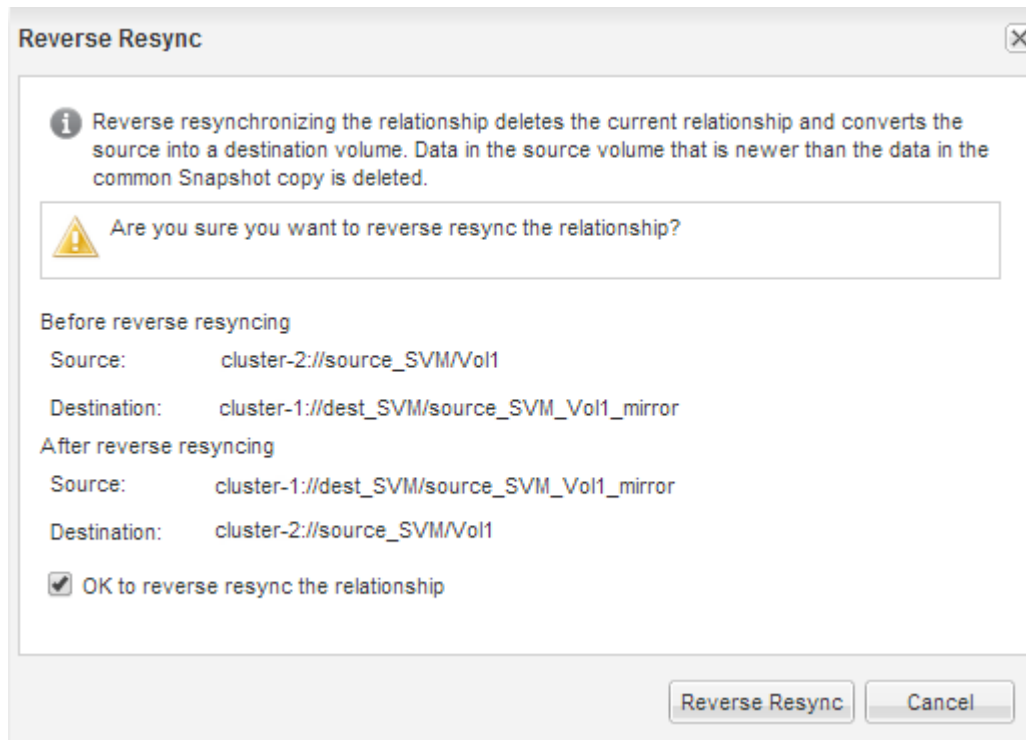 Reverse Resync
Reverse resynchronizing the relationship deletes the current relationship and converts the
source into a destination volume. Data in the source volume that is newer than the data in the
common Snapshot copy is deleted.
Are you sure you want to reverse resync the relationship?
Before reverse resyncing
Source: cluster-2://source_SVM/Vol1
Destination: cluster-1://dest_SVM/source_SVM_Vol1_mirror
After reverse resyncing
Source: cluster-1://dest_SVM/source_SVM_Vol1_mirror
Destination: cluster-2://source_SVM/Vol1
OK to reverse resync the relationship
Reverse Resync Cancel